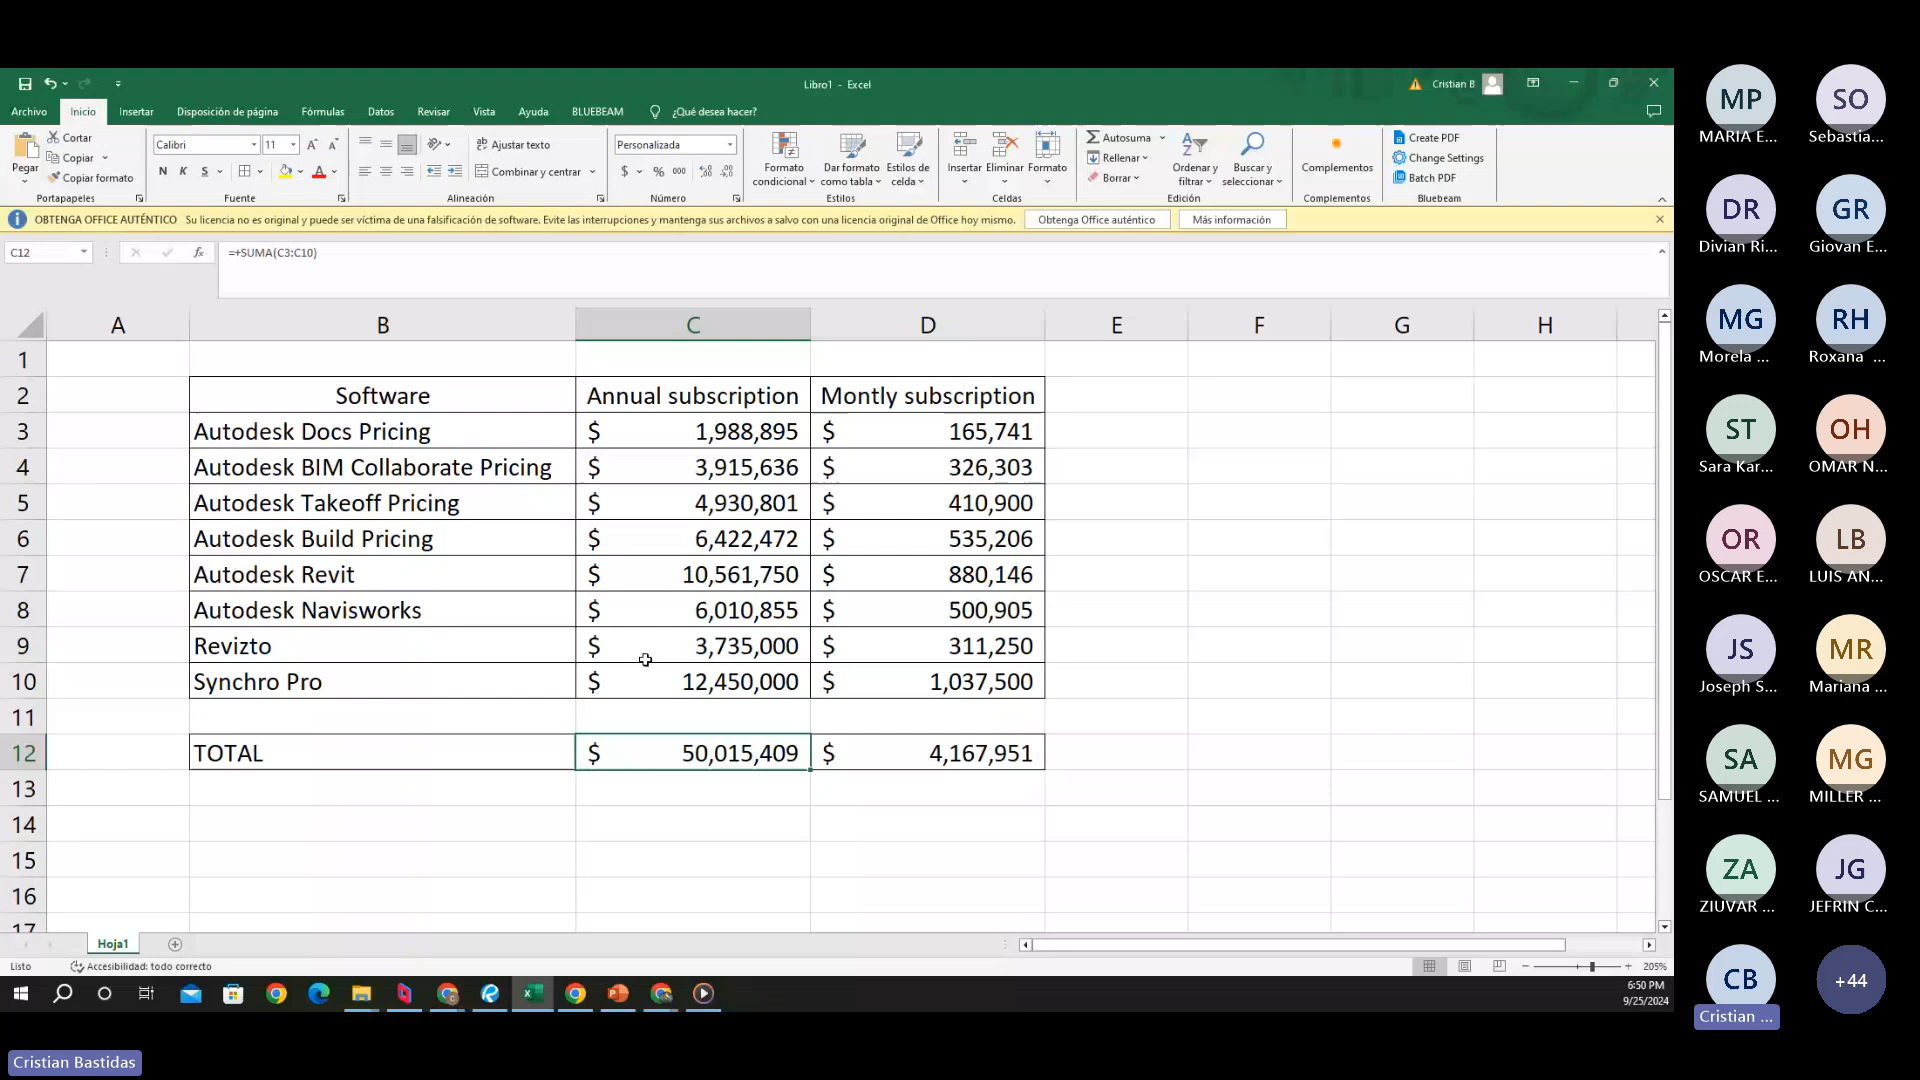 Libro1 - Excel
Cristian B
Archivo Inicio Insertar Disposición de página Fórmulas Datos Revisar Vista Ayuda BLUEBEAM ¿Qué desea hacer?
Pegar
Cortar
Copiar
Copiar formato
Portapapeles
Calibri 11
N K S
Fuente
Ajustar texto
Combinar y centrar
Alineación
Personalizada
$ % 000
Número
Formato condicional
Dar formato como tabla
Estilos de celda
Estilos
Insertar
Eliminar
Formato
Celdas
Autosuma
Rellenar
Borrar
Ordenar y filtrar
Buscar y seleccionar
Edición
Complementos
Complementos
Create PDF
Change Settings
Batch PDF
Bluebeam
OBTENGA OFFICE AUTÉNTICO Su licencia no es original y puede ser víctima de una falsificación de software. Evite las interrupciones y mantenga sus archivos a salvo con una licencia original de Office hoy mismo. Obtenga Office auténtico Más información
C12 fx =+SUMA(C3:C10)
A B C D E F G H
1
2 Software Annual subscription Montly subscription
3 Autodesk Docs Pricing $ 1,988,895 $ 165,741
4 Autodesk BIM Collaborate Pricing $ 3,915,636 $ 326,303
5 Autodesk Takeoff Pricing $ 4,930,801 $ 410,900
6 Autodesk Build Pricing $ 6,422,472 $ 535,206
7 Autodesk Revit $ 10,561,750 $ 880,146
8 Autodesk Navisworks $ 6,010,855 $ 500,905
9 Revizto $ 3,735,000 $ 311,250
10 Synchro Pro $ 12,450,000 $ 1,037,500
11
12 TOTAL $ 50,015,409 $ 4,167,951
13
14
15
16
17
Hoja1
Listo Accesibilidad: todo correcto 205%
6:50 PM
9/25/2024
MP SO
MARIA E... Sebastia...
DR GR
Divian Ri... Giovan E...
MG RH
Morela ... Roxana ...
ST OH
Sara Kar... OMAR N...
OR LB
OSCAR E... LUIS AN...
JS MR
Joseph S... Mariana ...
SA MG
SAMUEL ... MILLER ...
ZA JG
ZIUVAR ... JEFRIN C...
CB +44
Cristian ...
Cristian Bastidas